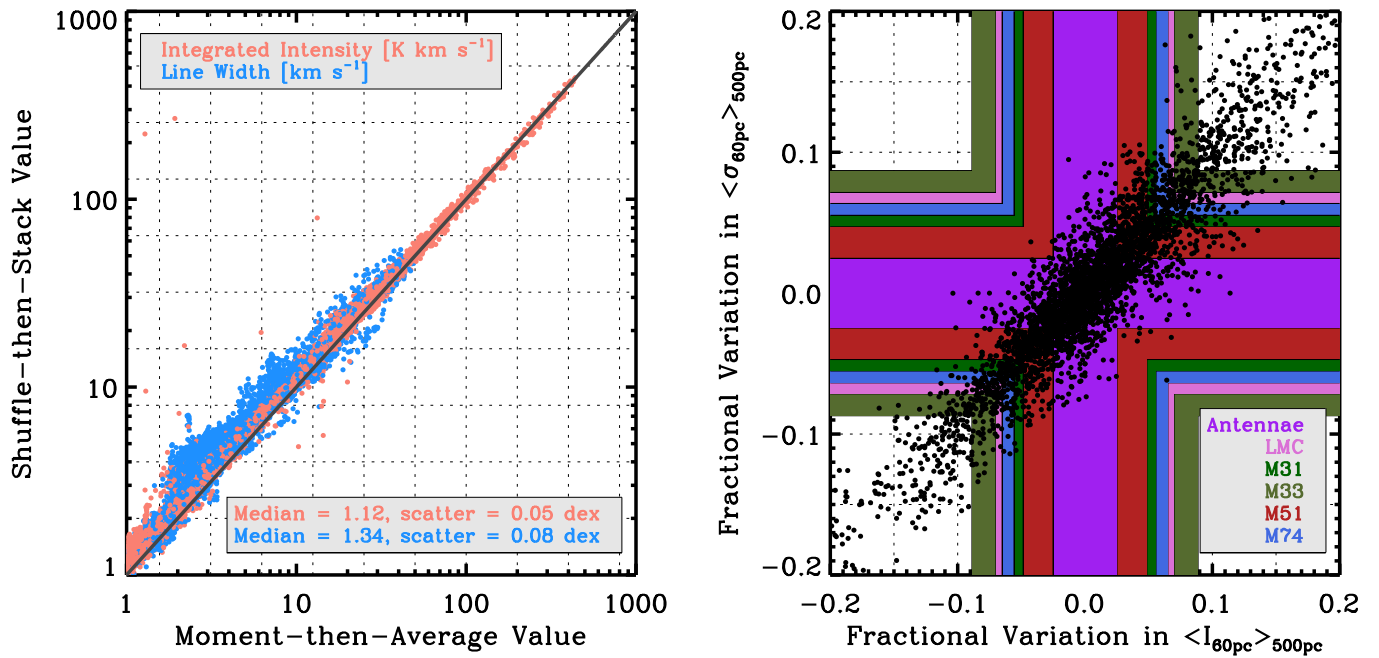 1000
100
10
1
Shuffle−then−Stack Value
Integrated Intensity [K km s⁻¹]
Line Width [km s⁻¹]
Median = 1.12, scatter = 0.05 dex
Median = 1.34, scatter = 0.08 dex
1 10 100 1000
Moment−then−Average Value
0.2
0.1
0.0
−0.1
−0.2
Fractional Variation in <σ60pc>500pc
Antennae
LMC
M31
M33
M51
M74
−0.2 −0.1 0.0 0.1 0.2
Fractional Variation in <I60pc>500pc